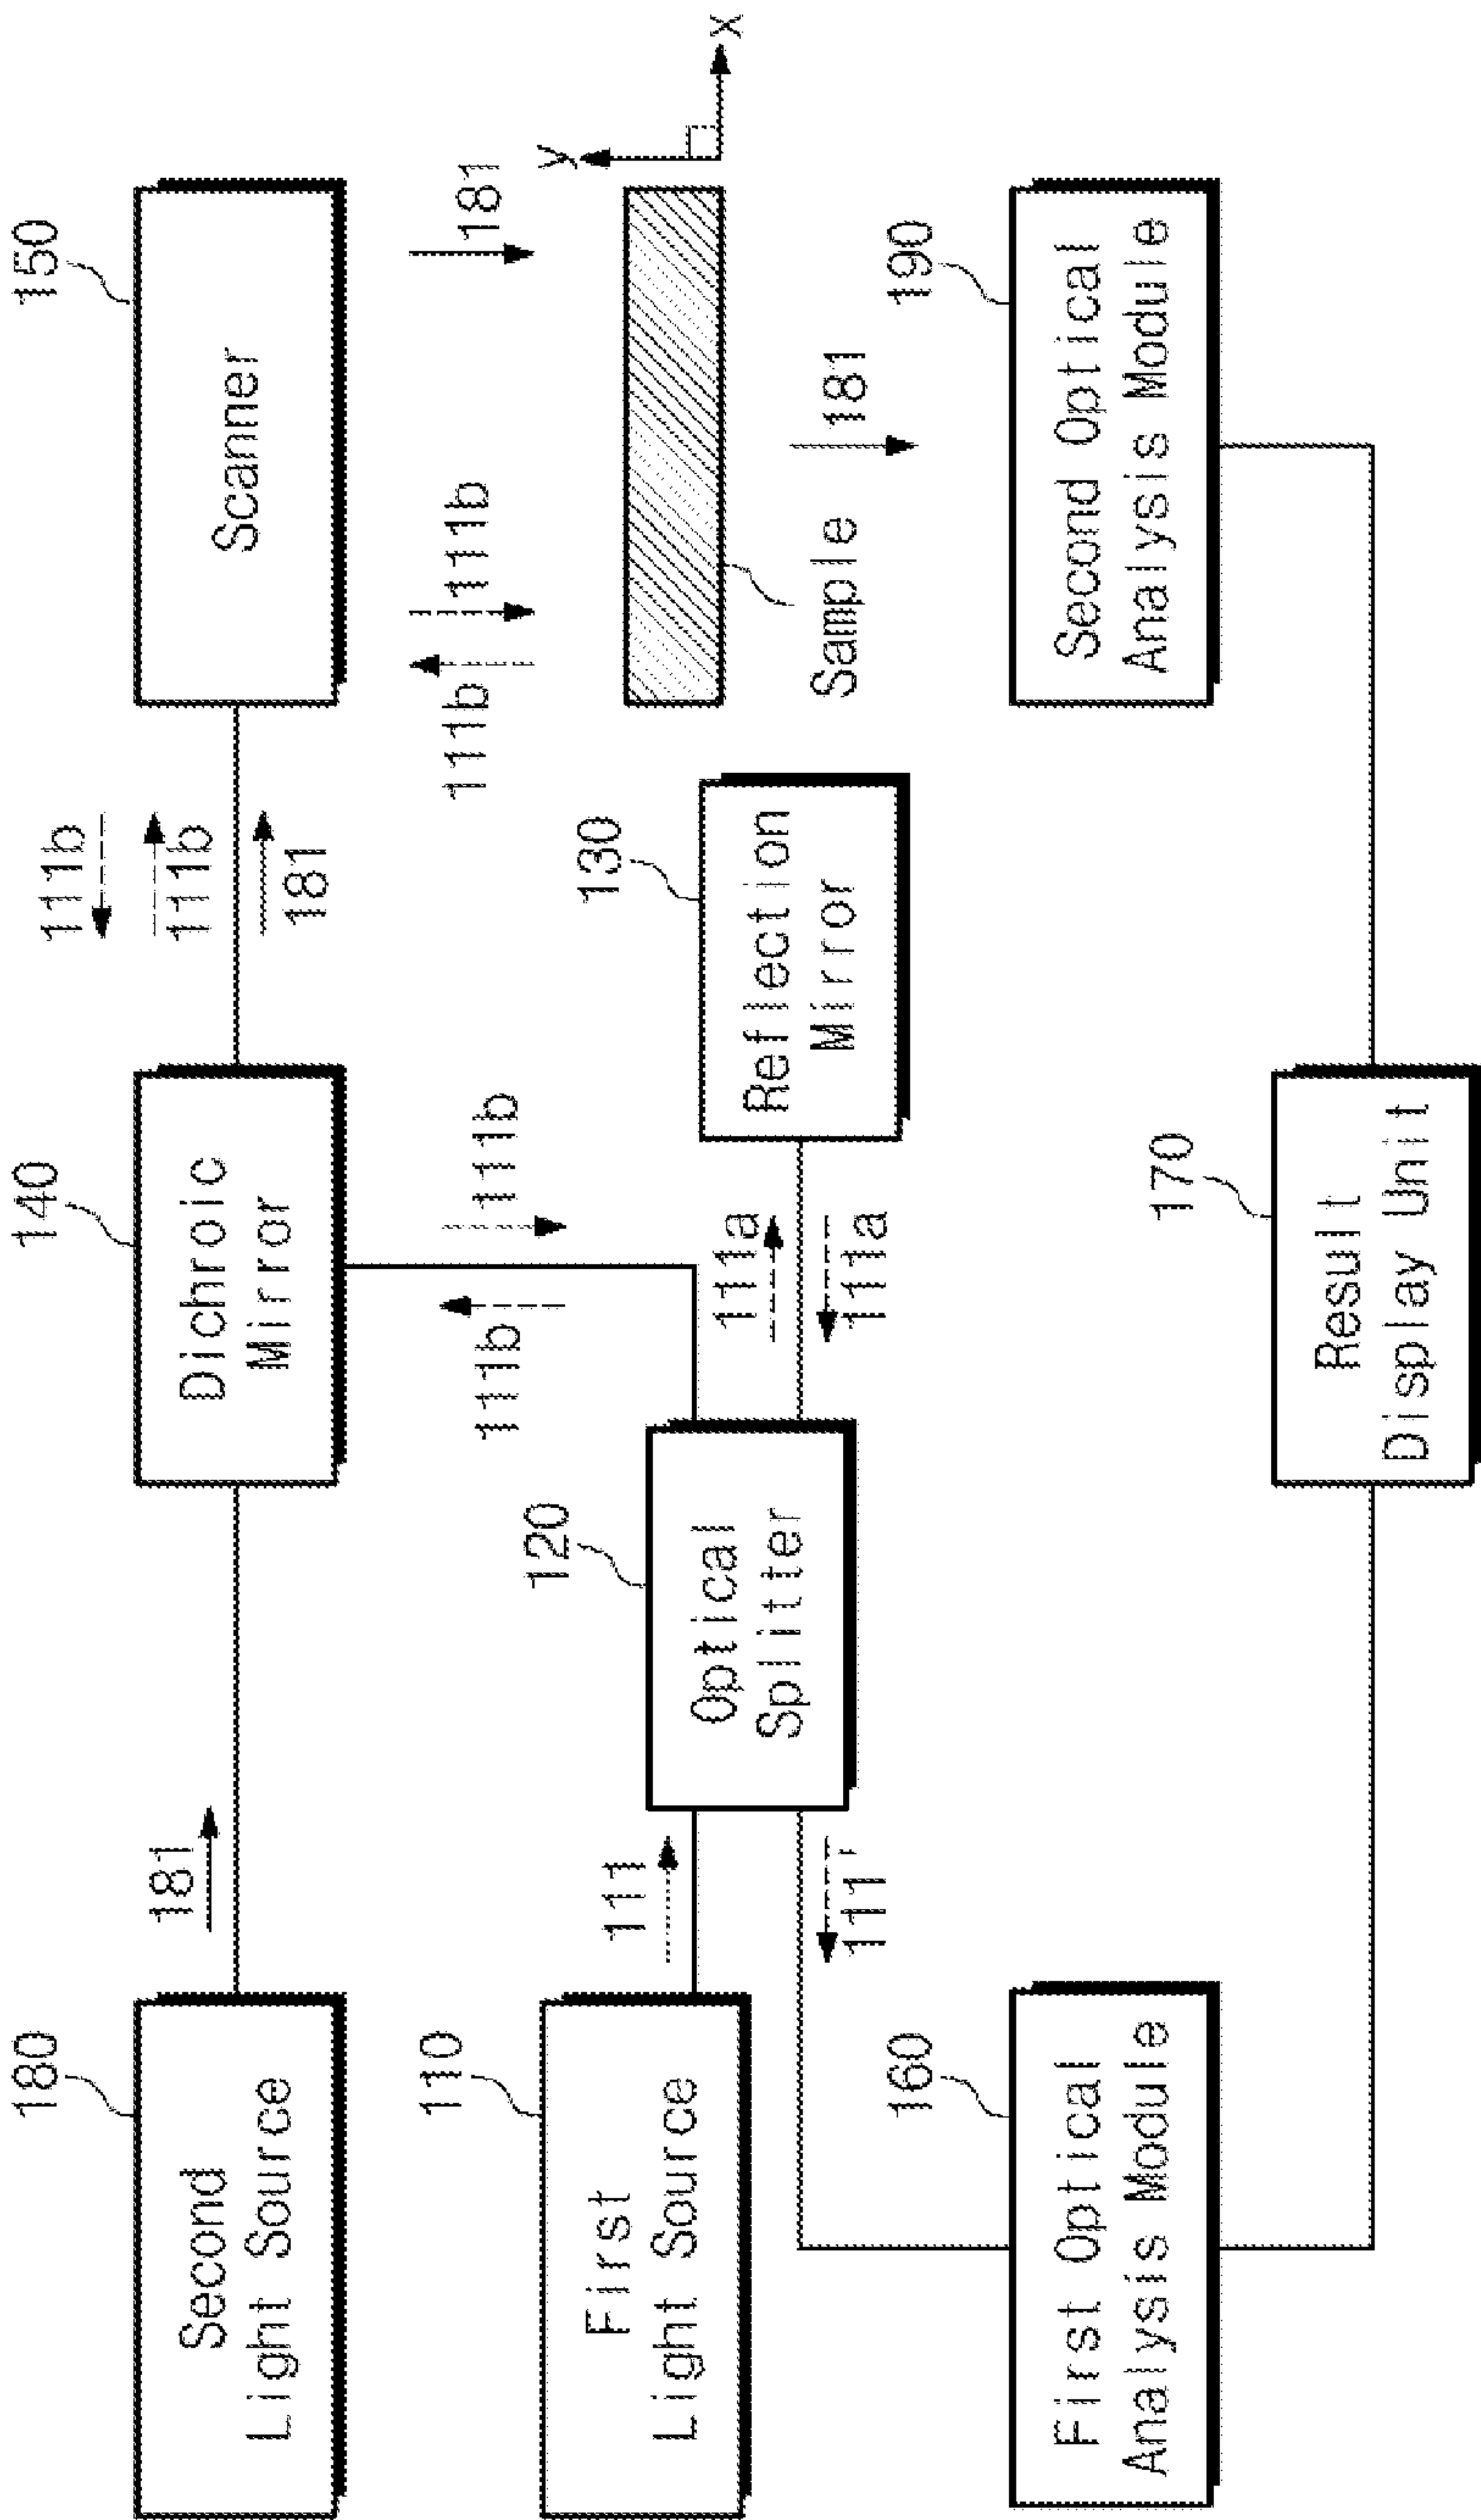 180
Second
Light Source
181
140
Dichroic
Mirror
111b
111b
181
150
Scanner
110
First
Light Source
111
120
Optical
Splitter
111b
111b
111b
111b
181
y
x
111a
111a
130
Reflection
Mirror
Sample
181
111'
160
First Optical
Analysis Module
170
Result
Display Unit
190
Second Optical
Analysis Module